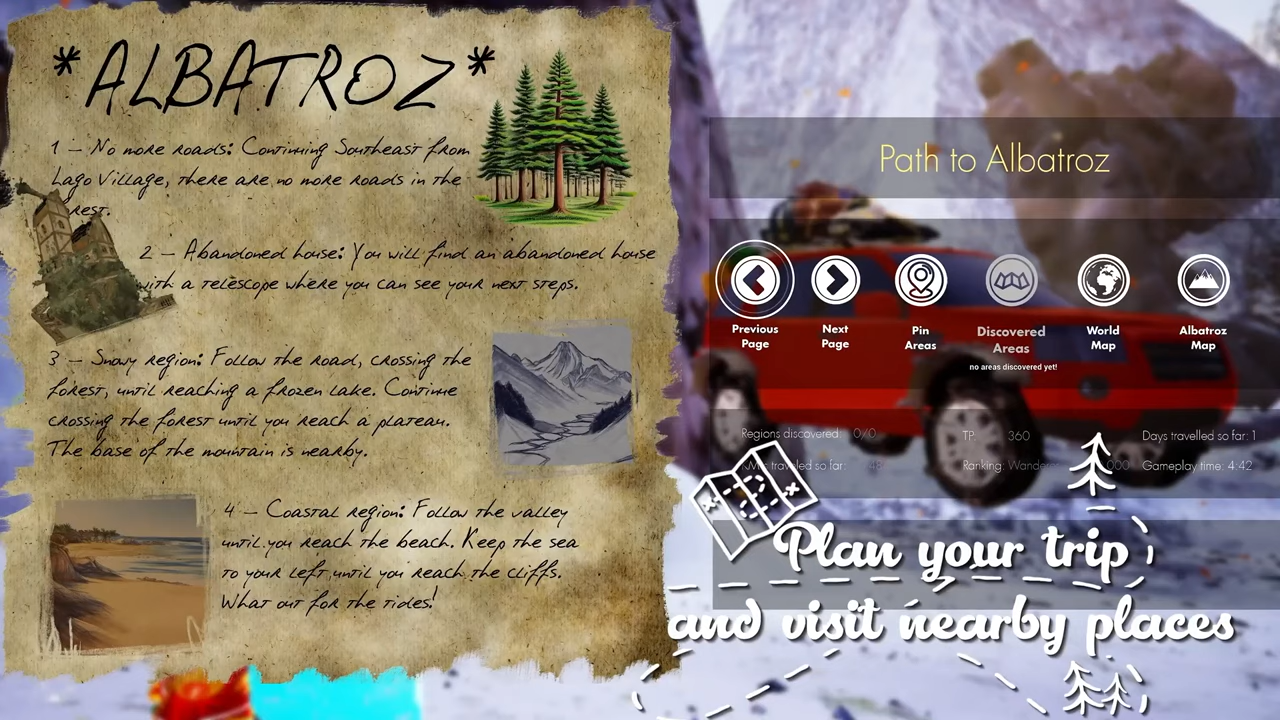 *ALBATROZ*
1 – No more roads: Continuing Southeast from
Lago Village, there are no more roads in the
rest.
2 – Abandoned house: You will find an abandoned house
with a telescope where you can see your next steps.
3 – Snowy region: Follow the road, crossing the
forest, until reaching a frozen lake. Continue
crossing the forest until you reach a plateau.
The base of the mountain is nearby.
4 – Coastal region: Follow the valley
until you reach the beach. Keep the sea
to your left until you reach the cliffs.
What out for the tides!
Path to Albatroz
Previous Page
Next Page
Pin Areas
Discovered Areas
World Map
Albatroz Map
no areas discovered yet!
Regions discovered: 0/0
TP: 360
Days travelled so far: 1
traveled so far:
Ranking:
Gameplay time: 4:42
Plan your trip
and visit nearby places